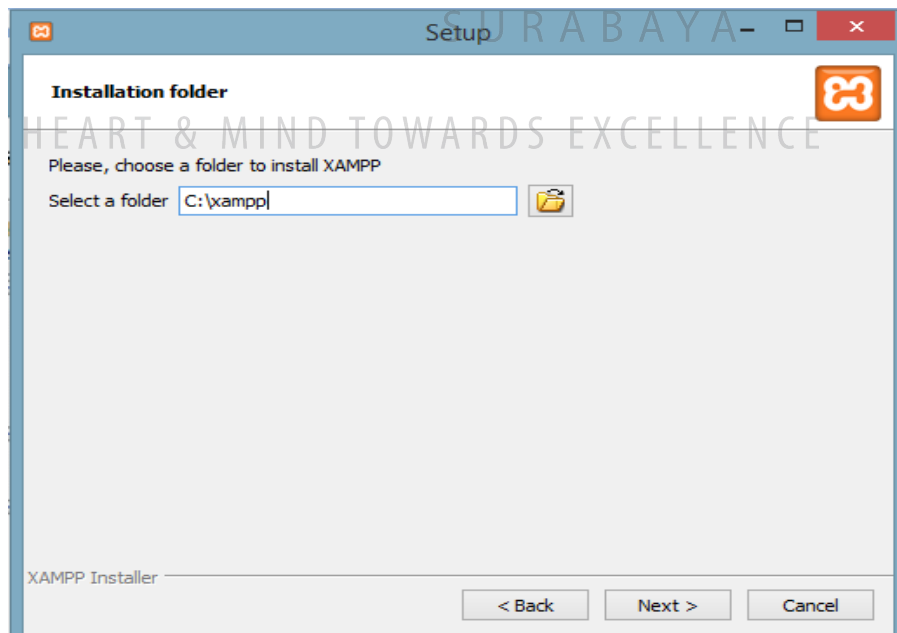 Setup
SURABAYA
Installation folder
HEART & MIND TOWARDS EXCELLENCE
Please, choose a folder to install XAMPP
Select a folder C:\xampp
XAMPP Installer
< Back Next > Cancel